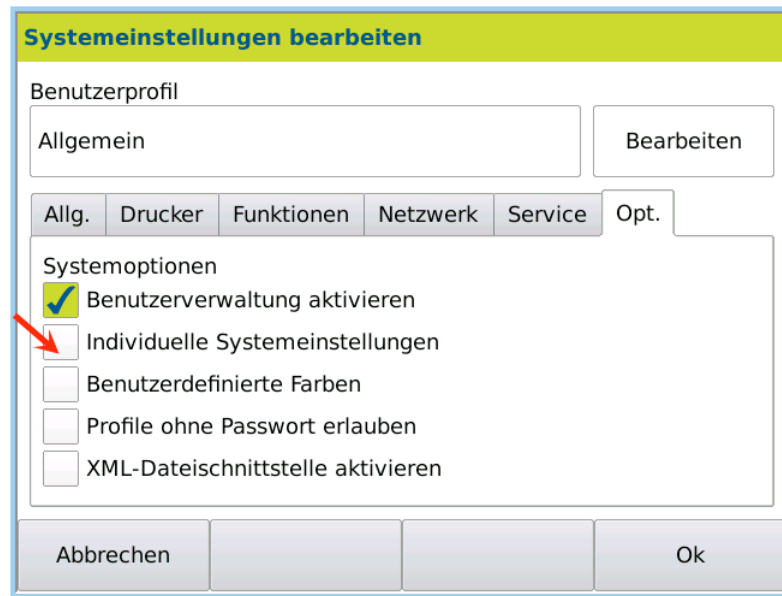 Systemeinstellungen bearbeiten
Benutzerprofil
Allgemein
Bearbeiten
Allg. Drucker Funktionen Netzwerk Service Opt.
Systemoptionen
Benutzerverwaltung aktivieren
Individuelle Systemeinstellungen
Benutzerdefinierte Farben
Profile ohne Passwort erlauben
XML-Dateischnittstelle aktivieren
Abbrechen
Ok